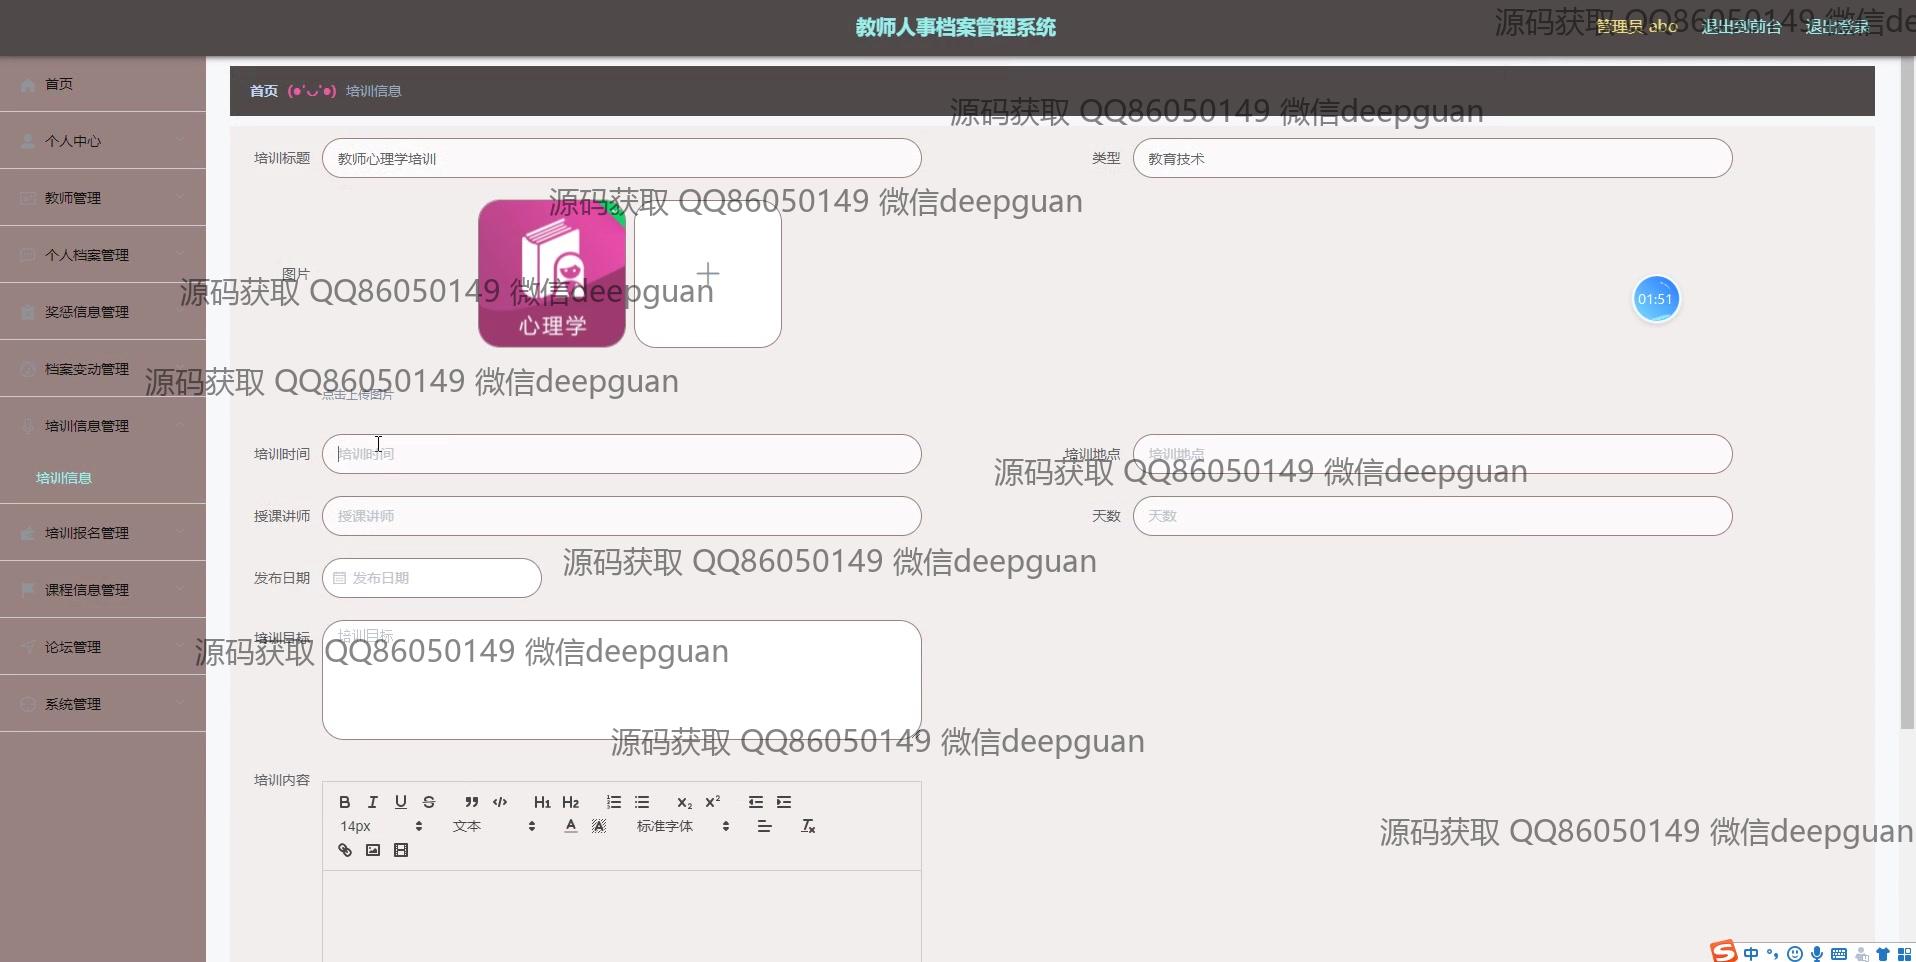 教师人事档案管理系统
管理员 abo 退出到前台 退出登录
源码获取 QQ86050149 微信de
首页
个人中心
教师管理
个人档案管理
奖惩信息管理
档案变动管理
培训信息管理
培训信息
培训报名管理
课程信息管理
论坛管理
系统管理
首页 (●'◡'●) 培训信息
源码获取 QQ86050149 微信deepguan
培训标题 教师心理学培训 类型 教育技术
源码获取 QQ86050149 微信deepguan
图片
心理学
源码获取 QQ86050149 微信deepguan
01:51
源码获取 QQ86050149 微信deepguan
点击上传图片
培训时间 培训时间 培训地点 培训地点
源码获取 QQ86050149 微信deepguan
授课讲师 授课讲师 天数 天数
源码获取 QQ86050149 微信deepguan
发布日期 发布日期
培训目标 培训目标
源码获取 QQ86050149 微信deepguan
源码获取 QQ86050149 微信deepguan
培训内容
B I U S H1 H2 x2 x2
14px 文本 A A 标准字体 Tx
源码获取 QQ86050149 微信deepguan
S 中